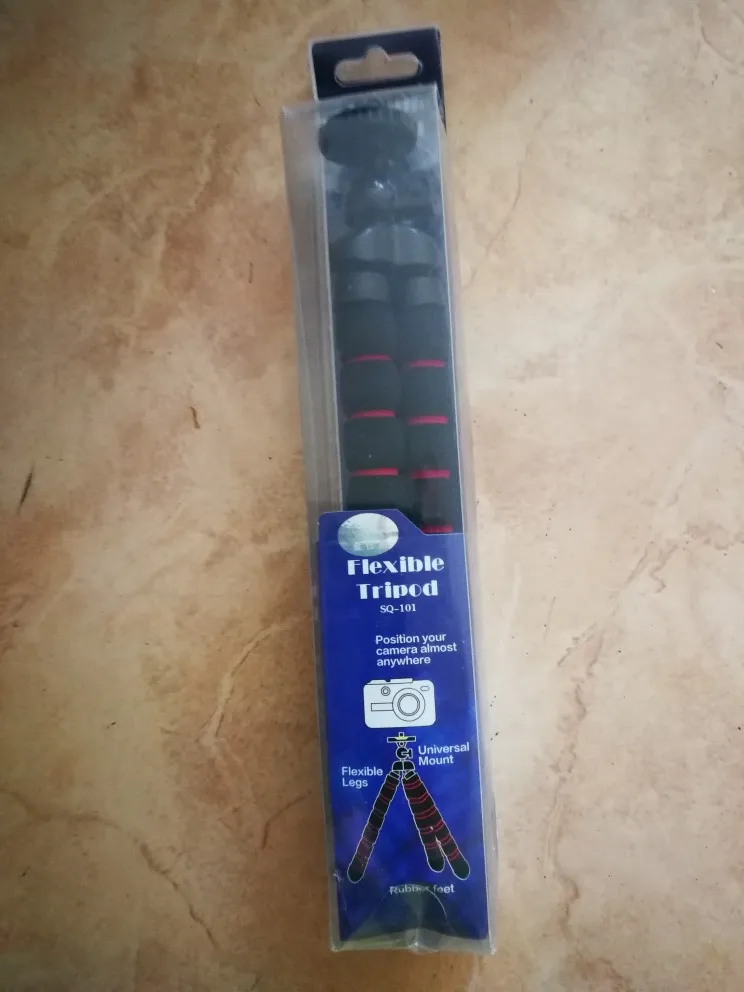 Flexible
Tripod
SQ-101
Position your
camera almost
anywhere
Universal
Mount
Flexible
Legs
Rubber feet